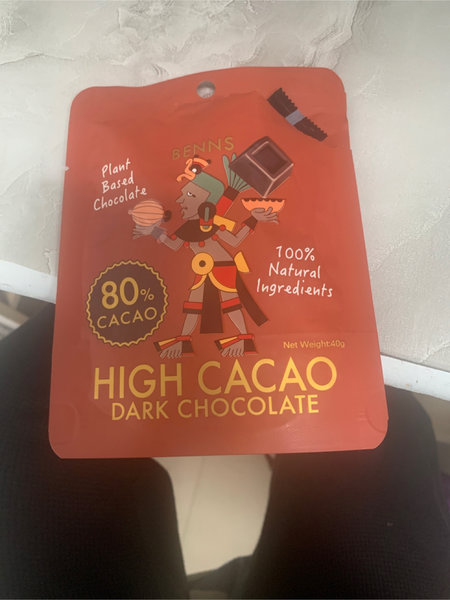 BENNS
Plant
Based
Chocolate
100%
Natural
Ingredients
80%
CACAO
Net Weight:40g
HIGH CACAO
DARK CHOCOLATE